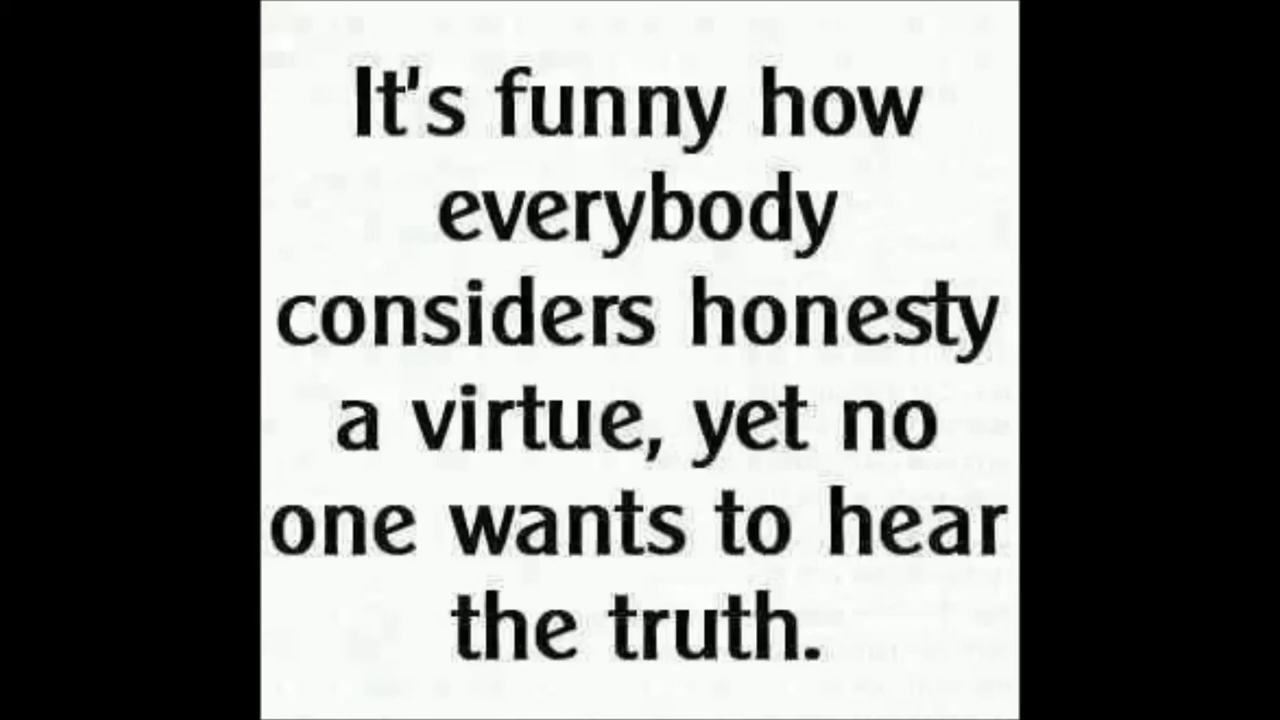 It's funny how
everybody
considers honesty
a virtue, yet no
one wants to hear
the truth.